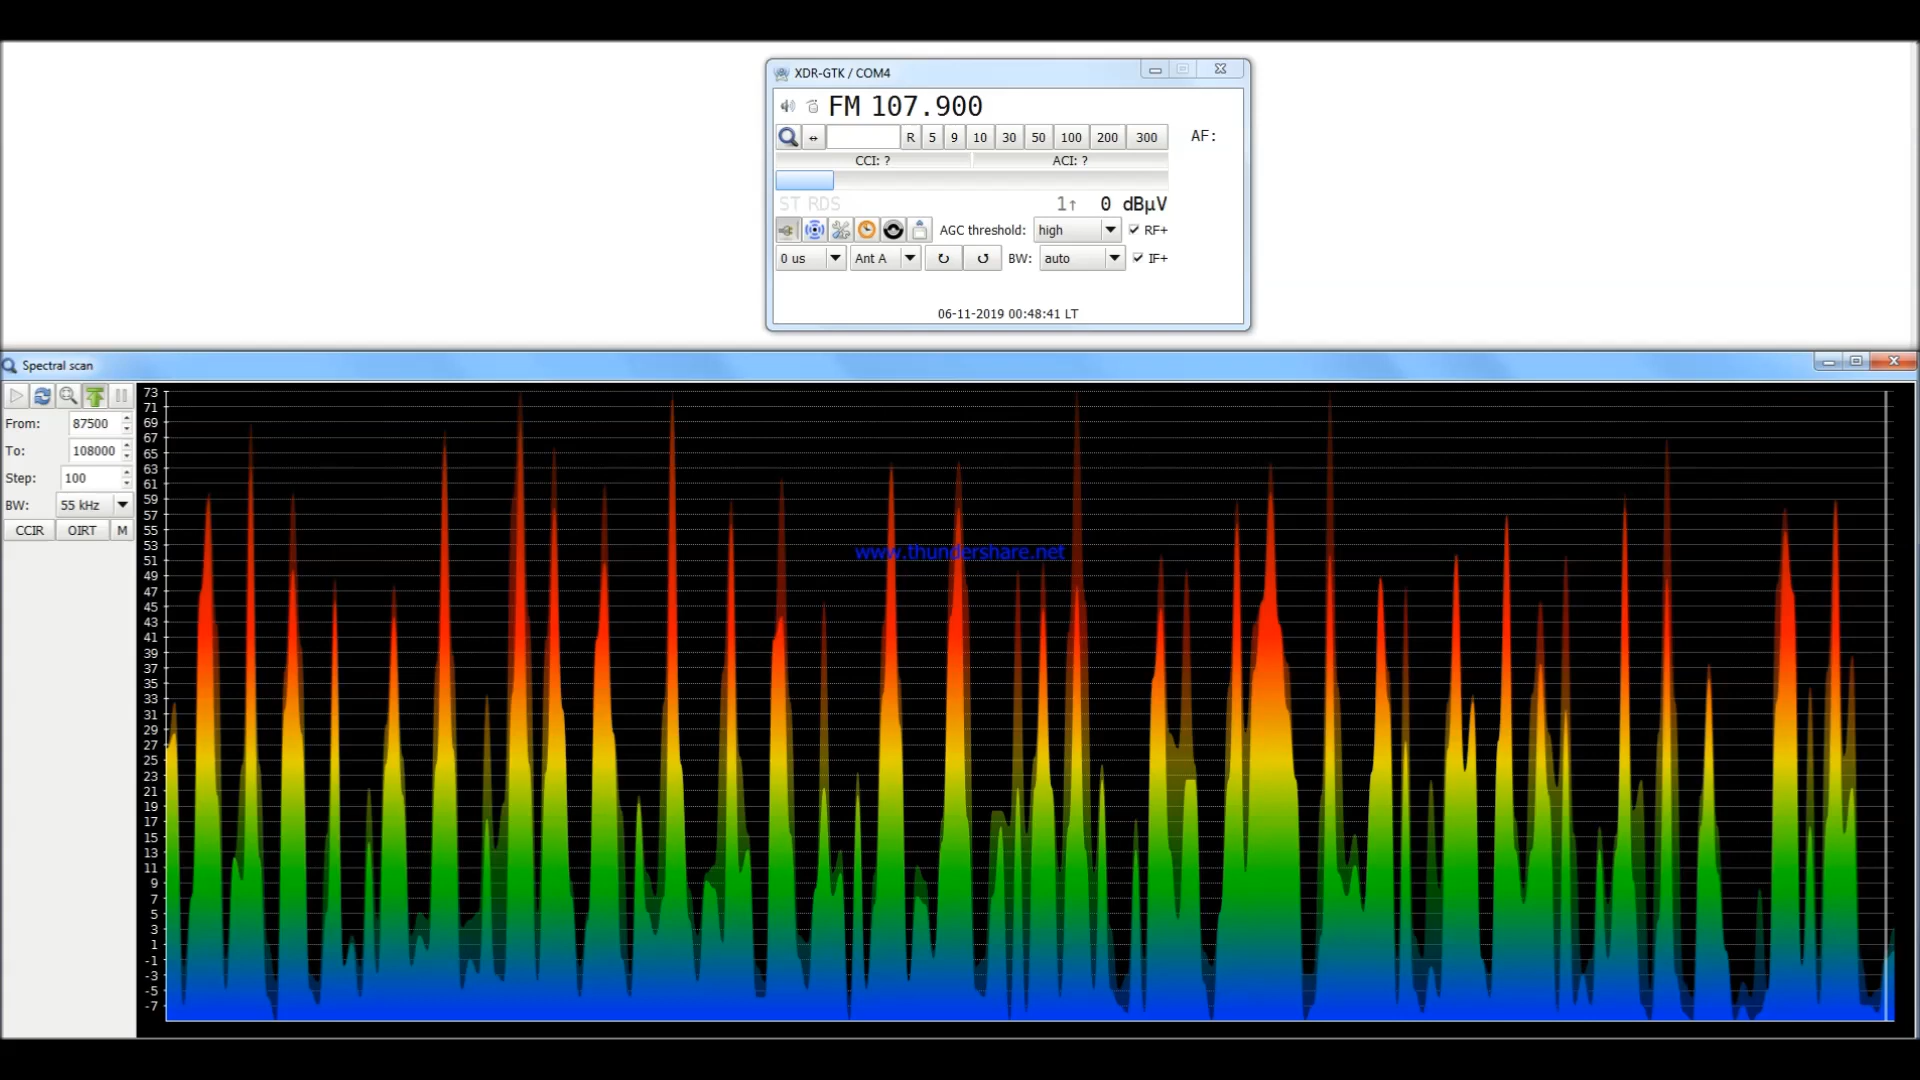 XDR-GTK / COM4
FM 107.900
R 5 9 10 30 50 100 200 300 AF:
CCI: ? ACI: ?
ST RDS 1↑ 0 dBμV
AGC threshold: high RF+
0 us Ant A ↻ ↺ BW: auto IF+
06-11-2019 00:48:41 LT
Spectral scan
From: 87500
To: 108000
Step: 100
BW: 55 kHz
CCIR OIRT M
73
71
69
67
65
63
61
59
57
55
53
51
49
47
45
43
41
39
37
35
33
31
29
27
25
23
21
19
17
15
13
11
9
7
5
3
1
-1
-3
-5
-7
www.thundershare.net